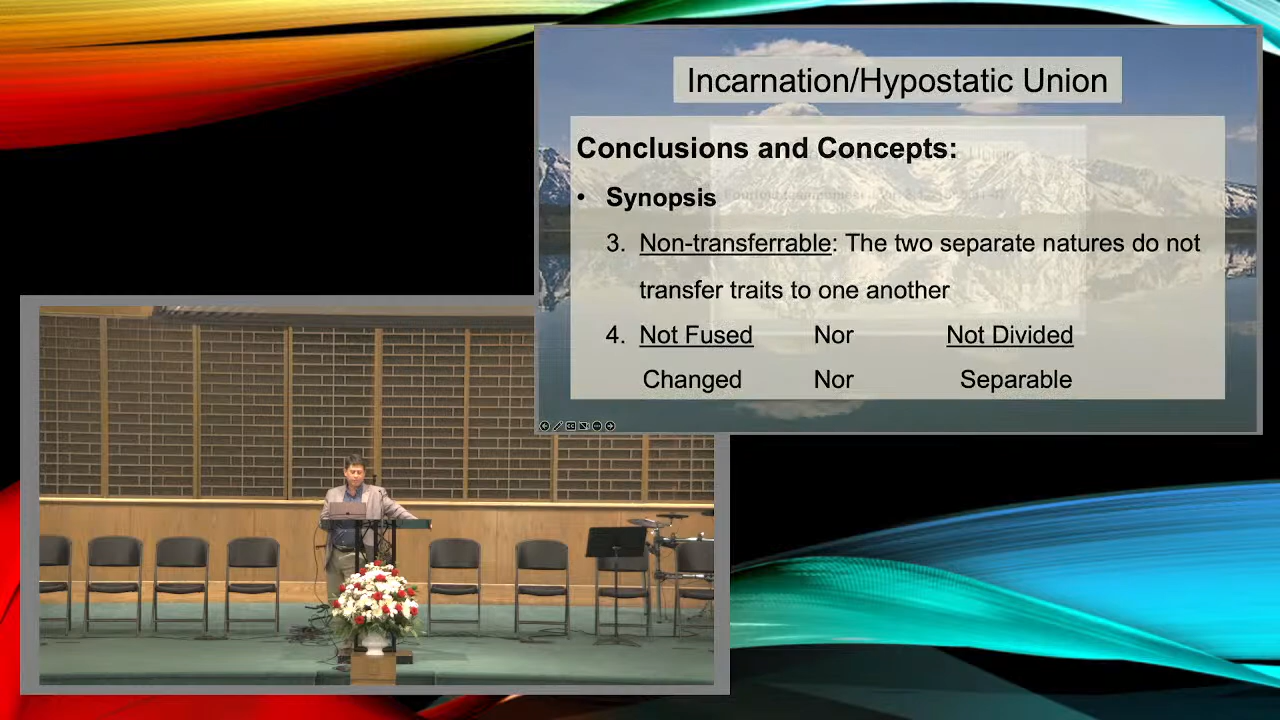 Incarnation/Hypostatic Union
Conclusions and Concepts:
• Synopsis
3. Non-transferrable: The two separate natures do not
transfer traits to one another
4. Not Fused Nor Not Divided
Changed Nor Separable